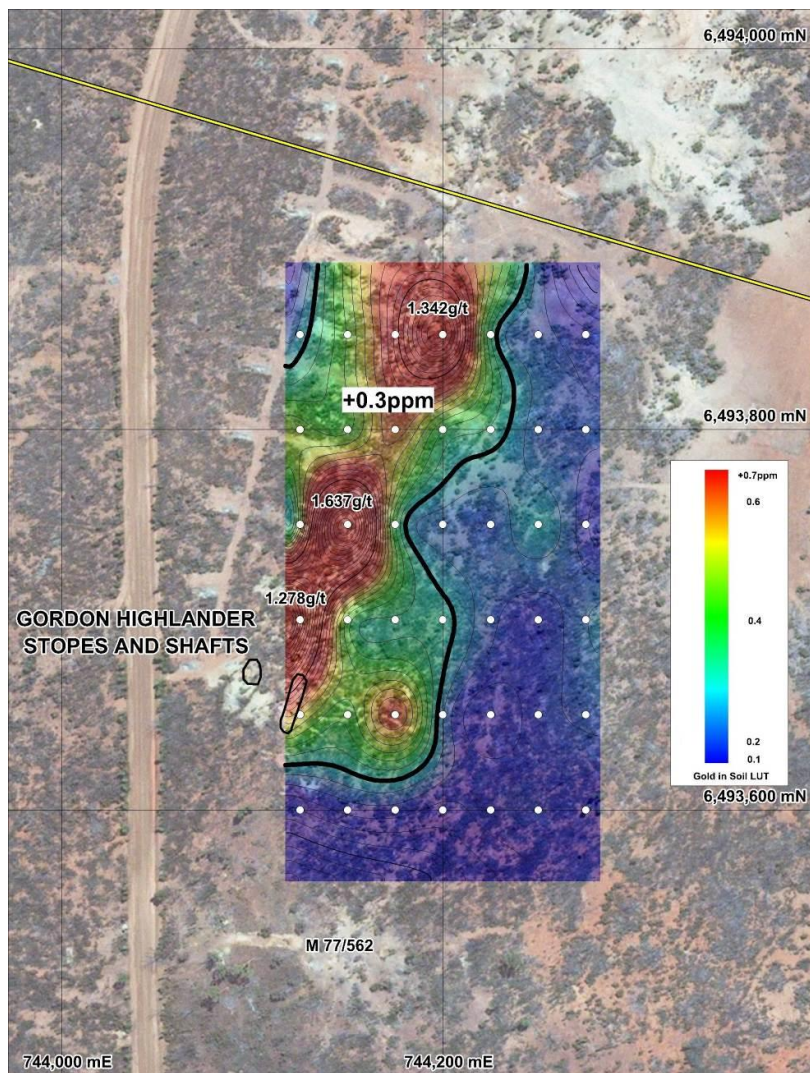 6,494,000 mN
1.342g/t
+0.3ppm
6,493,800 mN
+0.7ppm
0.6
1.637g/t
1.278g/t
GORDON HIGHLANDER
STOPES AND SHAFTS
0.4
0.2
0.1
Gold in Soil LUT
6,493,600 mN
M 77/562
744,000 mE
744,200 mE